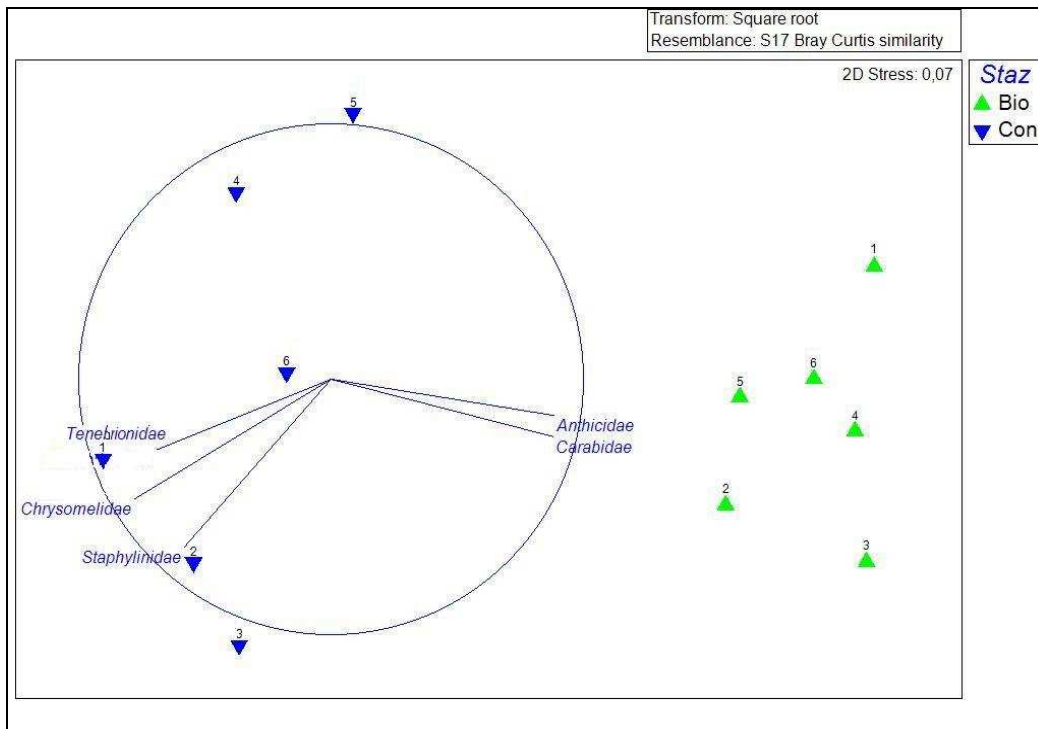 Transform: Square root
Resemblance: S17 Bray Curtis similarity
2D Stress: 0,07
Staz
Bio
Con
5
4
1
6
6
5
Anthicidae
4
Tenebrionidae
Carabidae
1
2
Chrysomelidae
Staphylinidae
2
3
3